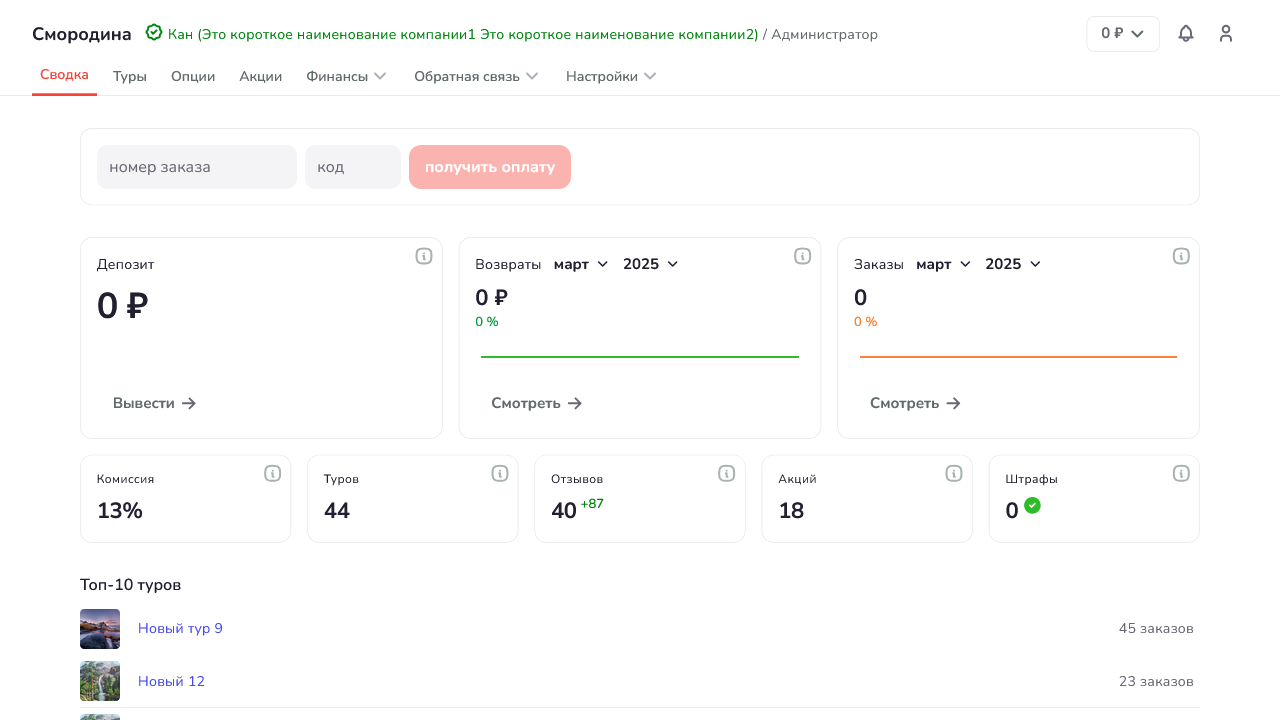 Смородина Кан (Это короткое наименование компании1 Это короткое наименование компании2) / Администратор 0 ₽
Сводка Туры Опции Акции Финансы Обратная связь Настройки
номер заказа код получить оплату
Депозит
0 ₽
Вывести
Возвраты март 2025
0 ₽
0 %
Смотреть
Заказы март 2025
0
0 %
Смотреть
Комиссия
13%
Туров
44
Отзывов
40 +87
Акций
18
Штрафы
0
Топ-10 туров
Новый тур 9 45 заказов
Новый 12 23 заказов